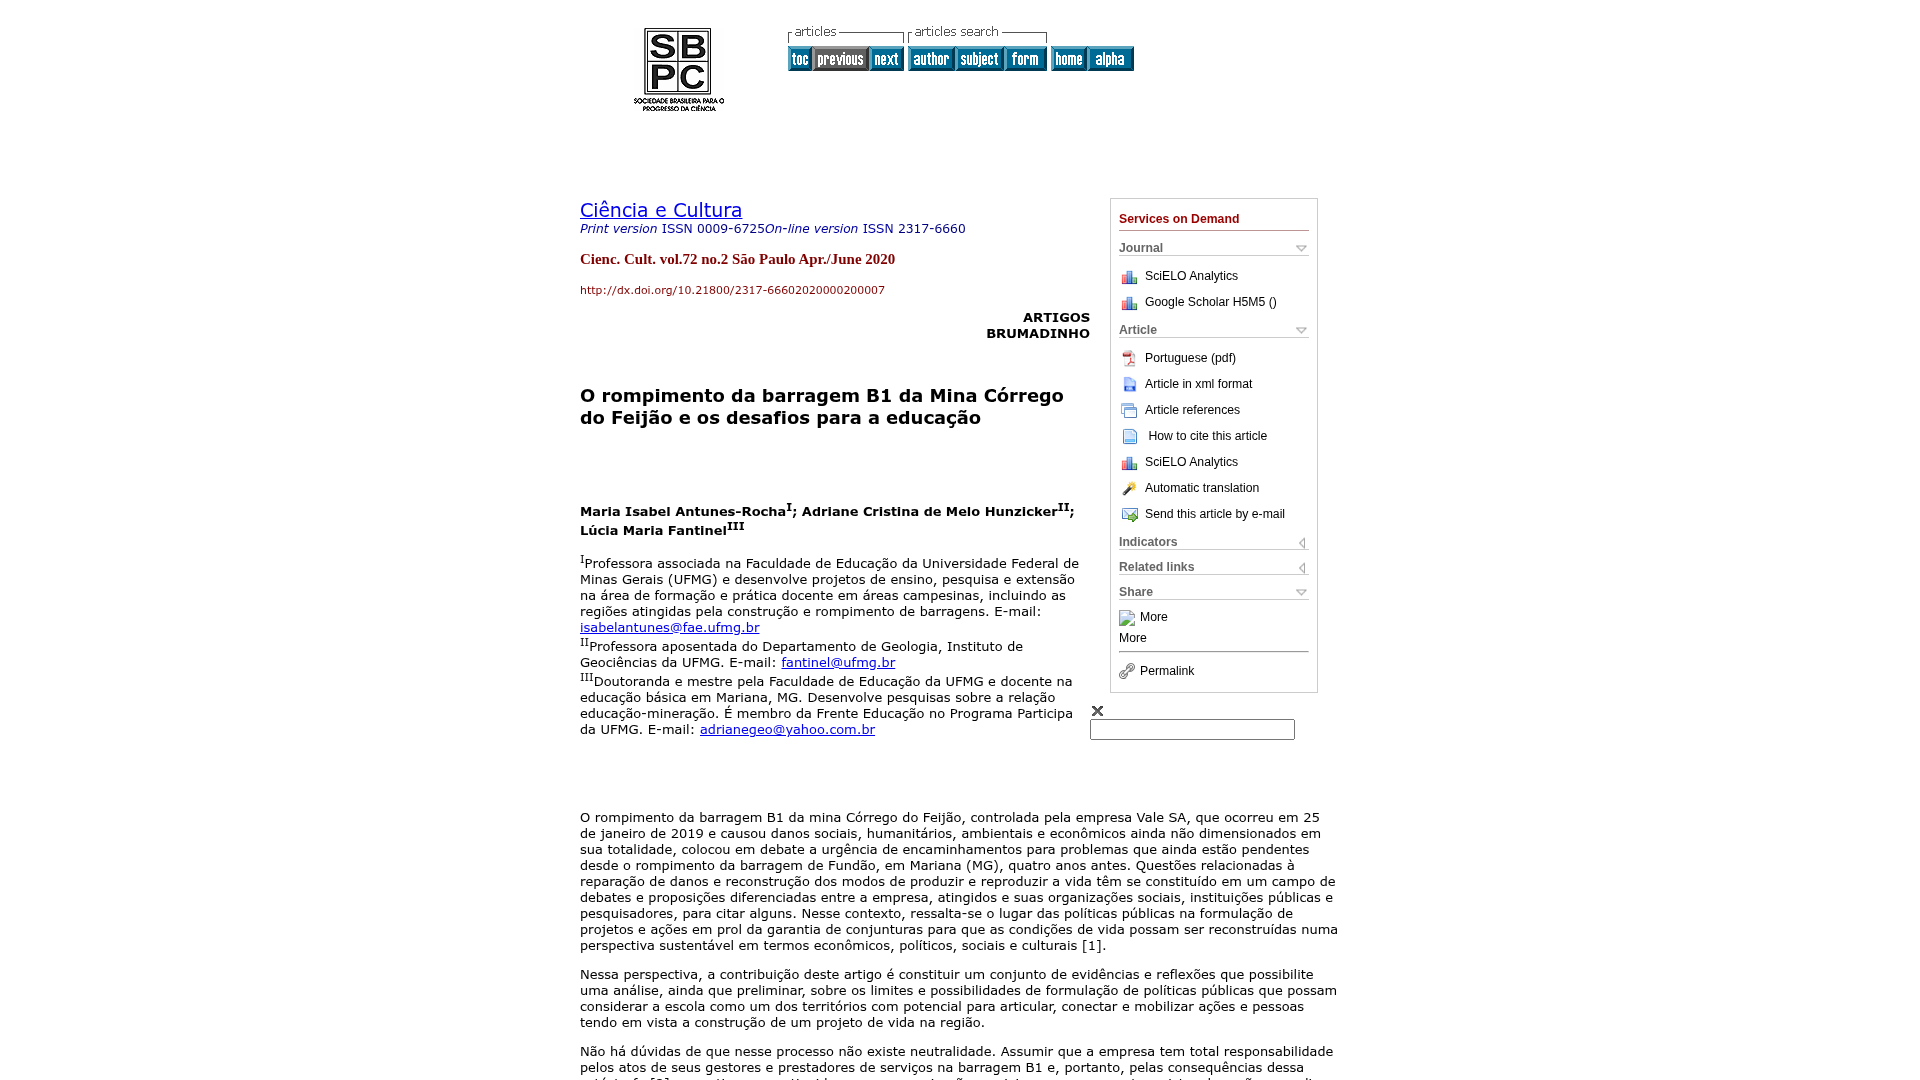 SB
PC
SOCIEDADE BRASILEIRA PARA O
PROGRESSO DA CIÊNCIA
articles
articles search
toc previous next author subject form home alpha
Ciência e Cultura
Print version ISSN 0009-6725On-line version ISSN 2317-6660
Cienc. Cult. vol.72 no.2 São Paulo Apr./June 2020
http://dx.doi.org/10.21800/2317-66602020000200007
ARTIGOS
BRUMADINHO
O rompimento da barragem B1 da Mina Córrego
do Feijão e os desafios para a educação
Maria Isabel Antunes-RochaI; Adriane Cristina de Melo HunzickerII;
Lúcia Maria FantinelIII
IProfessora associada na Faculdade de Educação da Universidade Federal de
Minas Gerais (UFMG) e desenvolve projetos de ensino, pesquisa e extensão
na área de formação e prática docente em áreas campesinas, incluindo as
regiões atingidas pela construção e rompimento de barragens. E-mail:
isabelantunes@fae.ufmg.br
IIProfessora aposentada do Departamento de Geologia, Instituto de
Geociências da UFMG. E-mail: fantinel@ufmg.br
IIIDoutoranda e mestre pela Faculdade de Educação da UFMG e docente na
educação básica em Mariana, MG. Desenvolve pesquisas sobre a relação
educação-mineração. É membro da Frente Educação no Programa Participa
da UFMG. E-mail: adrianegeo@yahoo.com.br
Services on Demand
Journal
SciELO Analytics
Google Scholar H5M5 ()
Article
Portuguese (pdf)
Article in xml format
Article references
How to cite this article
SciELO Analytics
Automatic translation
Send this article by e-mail
Indicators
Related links
Share
More
More
Permalink
O rompimento da barragem B1 da mina Córrego do Feijão, controlada pela empresa Vale SA, que ocorreu em 25
de janeiro de 2019 e causou danos sociais, humanitários, ambientais e econômicos ainda não dimensionados em
sua totalidade, colocou em debate a urgência de encaminhamentos para problemas que ainda estão pendentes
desde o rompimento da barragem de Fundão, em Mariana (MG), quatro anos antes. Questões relacionadas à
reparação de danos e reconstrução dos modos de produzir e reproduzir a vida têm se constituído em um campo de
debates e proposições diferenciadas entre a empresa, atingidos e suas organizações sociais, instituições públicas e
pesquisadores, para citar alguns. Nesse contexto, ressalta-se o lugar das políticas públicas na formulação de
projetos e ações em prol da garantia de conjunturas para que as condições de vida possam ser reconstruídas numa
perspectiva sustentável em termos econômicos, políticos, sociais e culturais [1].
Nessa perspectiva, a contribuição deste artigo é constituir um conjunto de evidências e reflexões que possibilite
uma análise, ainda que preliminar, sobre os limites e possibilidades de formulação de políticas públicas que possam
considerar a escola como um dos territórios com potencial para articular, conectar e mobilizar ações e pessoas
tendo em vista a construção de um projeto de vida na região.
Não há dúvidas de que nesse processo não existe neutralidade. Assumir que a empresa tem total responsabilidade
pelos atos de seus gestores e prestadores de serviços na barragem B1 e, portanto, pelas consequências dessa